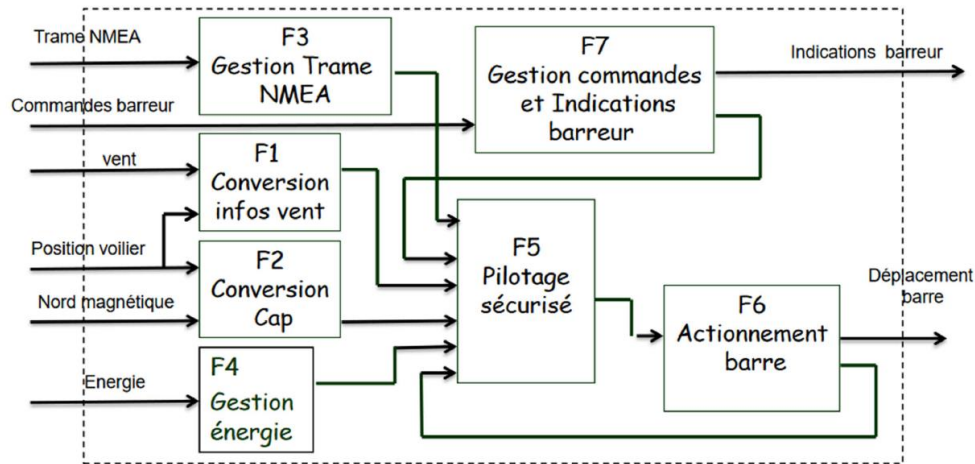 Trame NMEA
F3
Gestion Trame
NMEA
F7
Gestion commandes
et Indications
barreur
Indications barreur
Commandes barreur
vent
F1
Conversion
infos vent
Position voilier
F2
Conversion
Cap
Nord magnétique
F5
Pilotage
sécurisé
Déplacement
barre
F6
Actionnement
barre
Energie
F4
Gestion
énergie